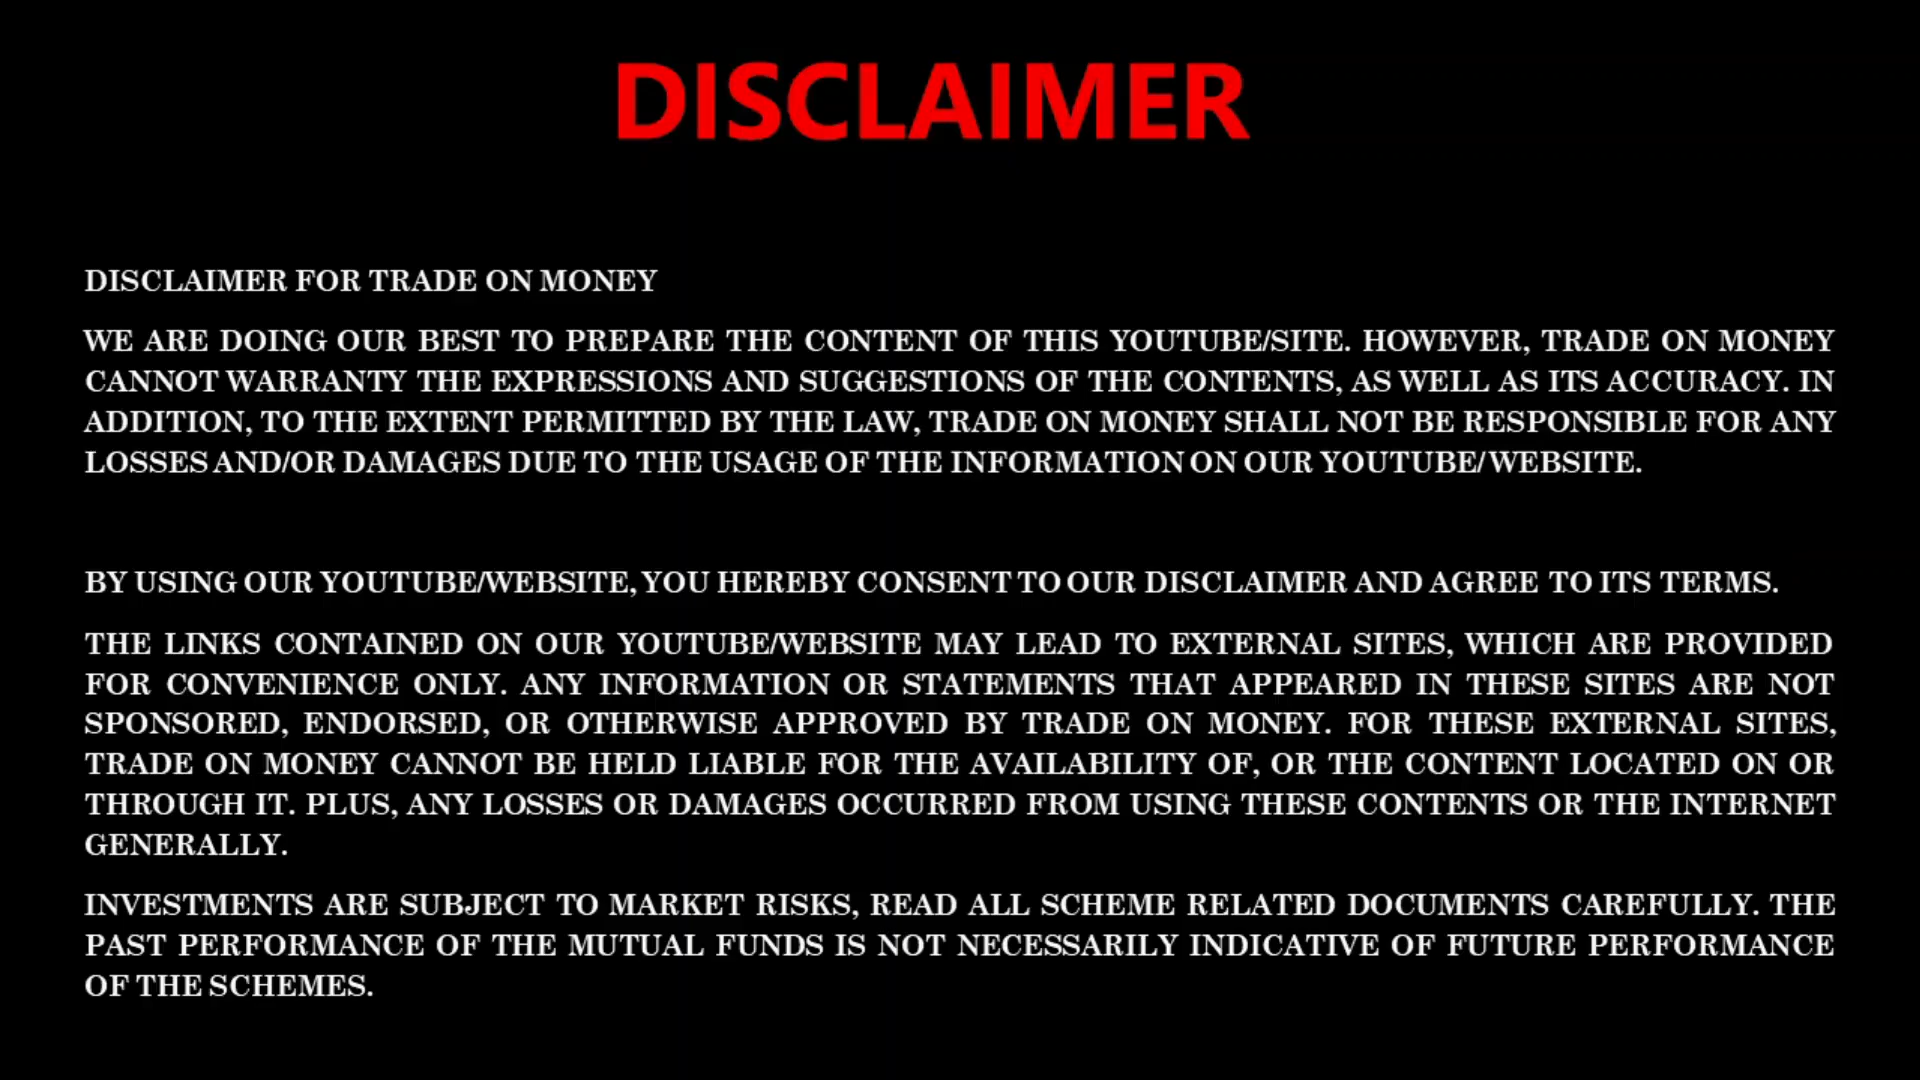 DISCLAIMER
DISCLAIMER FOR TRADE ON MONEY
WE ARE DOING OUR BEST TO PREPARE THE CONTENT OF THIS YOUTUBE/SITE. HOWEVER, TRADE ON MONEY
CANNOT WARRANTY THE EXPRESSIONS AND SUGGESTIONS OF THE CONTENTS, AS WELL AS ITS ACCURACY. IN
ADDITION, TO THE EXTENT PERMITTED BY THE LAW, TRADE ON MONEY SHALL NOT BE RESPONSIBLE FOR ANY
LOSSES AND/OR DAMAGES DUE TO THE USAGE OF THE INFORMATION ON OUR YOUTUBE/WEBSITE.
BY USING OUR YOUTUBE/WEBSITE, YOU HEREBY CONSENT TO OUR DISCLAIMER AND AGREE TO ITS TERMS.
THE LINKS CONTAINED ON OUR YOUTUBE/WEBSITE MAY LEAD TO EXTERNAL SITES, WHICH ARE PROVIDED
FOR CONVENIENCE ONLY. ANY INFORMATION OR STATEMENTS THAT APPEARED IN THESE SITES ARE NOT
SPONSORED, ENDORSED, OR OTHERWISE APPROVED BY TRADE ON MONEY. FOR THESE EXTERNAL SITES,
TRADE ON MONEY CANNOT BE HELD LIABLE FOR THE AVAILABILITY OF, OR THE CONTENT LOCATED ON OR
THROUGH IT. PLUS, ANY LOSSES OR DAMAGES OCCURRED FROM USING THESE CONTENTS OR THE INTERNET
GENERALLY.
INVESTMENTS ARE SUBJECT TO MARKET RISKS, READ ALL SCHEME RELATED DOCUMENTS CAREFULLY. THE
PAST PERFORMANCE OF THE MUTUAL FUNDS IS NOT NECESSARILY INDICATIVE OF FUTURE PERFORMANCE
OF THE SCHEMES.